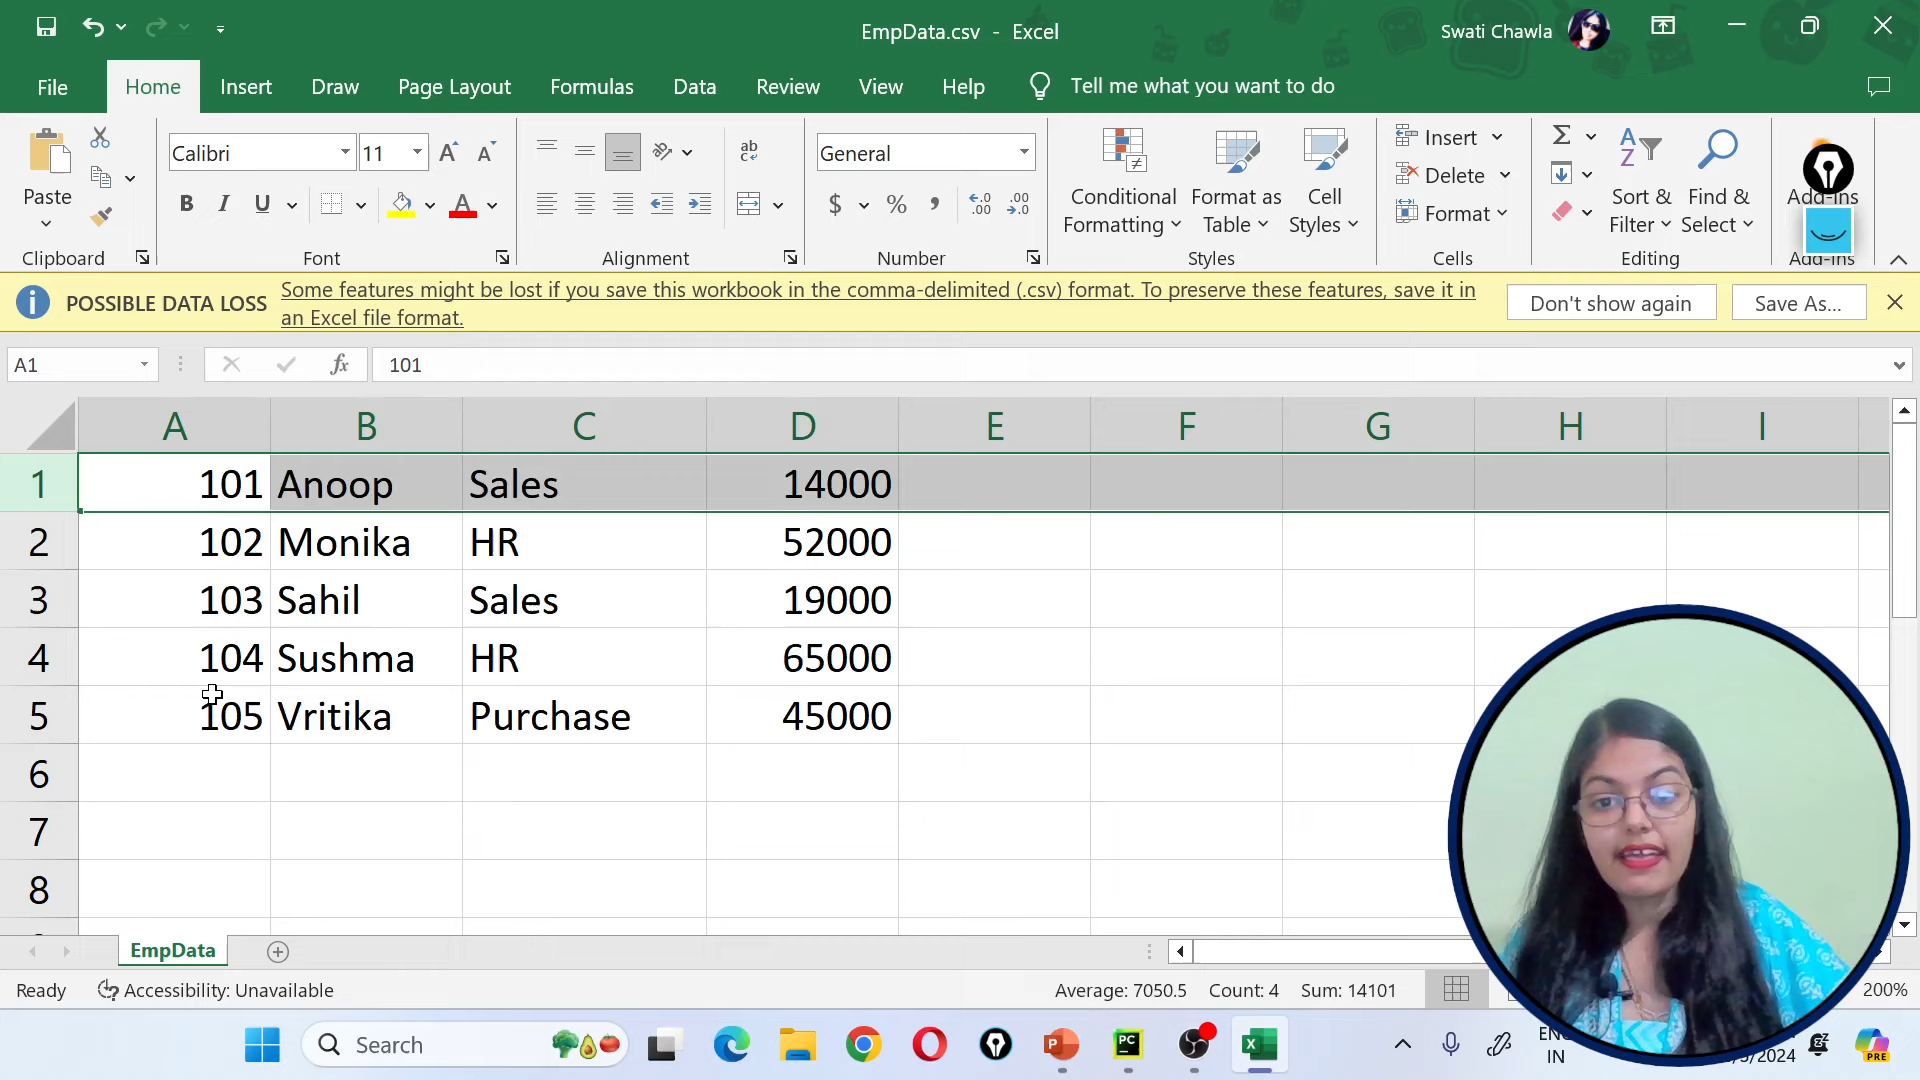 EmpData.csv - Excel
Swati Chawla
File Home Insert Draw Page Layout Formulas Data Review View Help Tell me what you want to do
Calibri 11
ab
General
Insert
Delete
Format
Paste
$ % ,
Conditional Formatting
Format as Table
Cell Styles
Sort & Filter
Find & Select
Add-ins
Clipboard Font Alignment Number Styles Cells Editing Add-ins
POSSIBLE DATA LOSS Some features might be lost if you save this workbook in the comma-delimited (.csv) format. To preserve these features, save it in
an Excel file format.
Don't show again Save As...
A1 fx 101
A B C D E F G H I
1 101 Anoop Sales 14000
2 102 Monika HR 52000
3 103 Sahil Sales 19000
4 104 Sushma HR 65000
5 105 Vritika Purchase 45000
6
7
8
EmpData
Ready Accessibility: Unavailable Average: 7050.5 Count: 4 Sum: 14101 200%
Search
IN
/2024
PRE